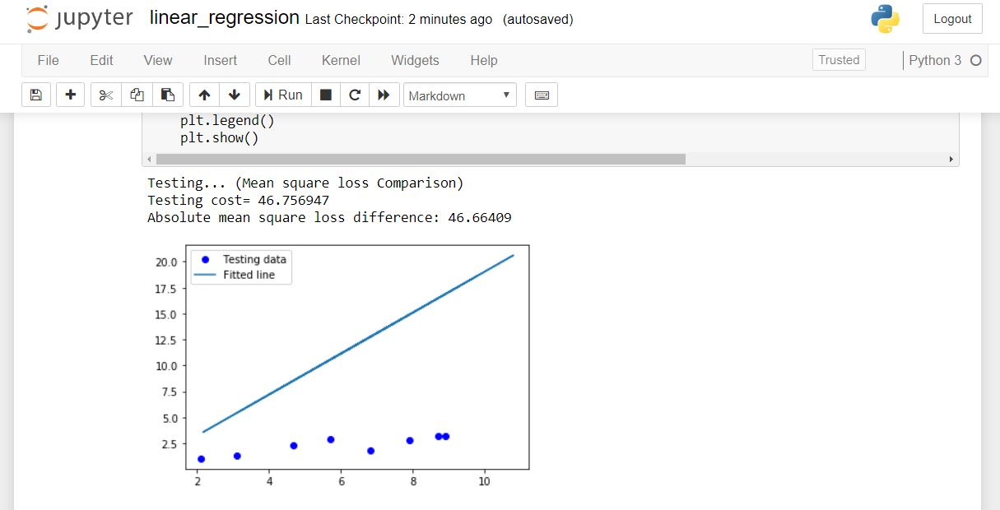 jupyter linear_regression Last Checkpoint: 2 minutes ago (autosaved) Logout
File Edit View Insert Cell Kernel Widgets Help Trusted Python 3
Run Markdown
plt.legend()
plt.show()
Testing... (Mean square loss Comparison)
Testing cost= 46.756947
Absolute mean square loss difference: 46.66409
Testing data
Fitted line
20.0
17.5
15.0
12.5
10.0
7.5
5.0
2.5
2 4 6 8 10